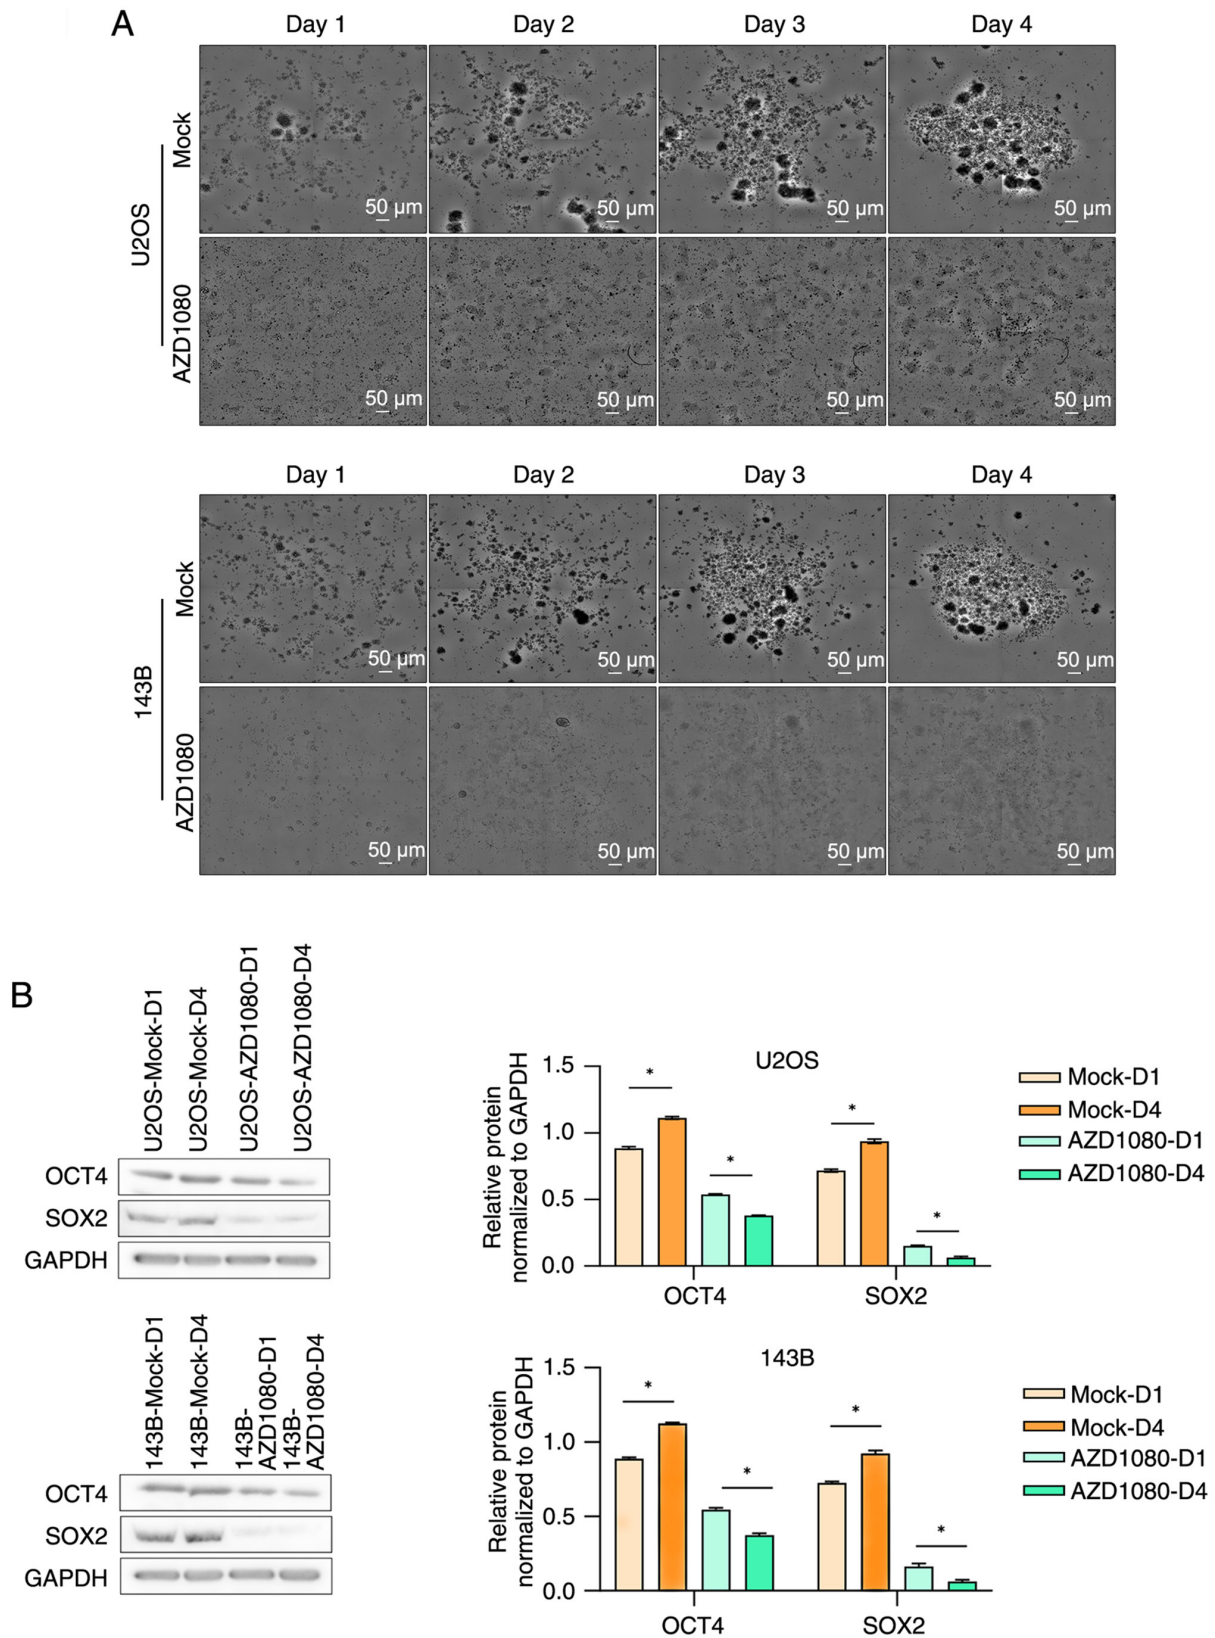 A
Day 1 Day 2 Day 3 Day 4
U2OS
Mock
50 µm 50 µm 50 µm 50 µm
AZD1080
50 µm 50 µm 50 µm 50 µm
Day 1 Day 2 Day 3 Day 4
143B
Mock
50 µm 50 µm 50 µm 50 µm
AZD1080
50 µm 50 µm 50 µm 50 µm
B
U2OS-Mock-D1
U2OS-Mock-D4
U2OS-AZD1080-D1
U2OS-AZD1080-D4
OCT4
SOX2
GAPDH
U2OS
Relative protein
normalized to GAPDH
1.5
1.0
0.5
0.0
* * * *
OCT4 SOX2
Mock-D1
Mock-D4
AZD1080-D1
AZD1080-D4
143B-Mock-D1
143B-Mock-D4
143B-
AZD1080-D1
143B-
AZD1080-D4
OCT4
SOX2
GAPDH
143B
Relative protein
normalized to GAPDH
1.5
1.0
0.5
0.0
* * * *
OCT4 SOX2
Mock-D1
Mock-D4
AZD1080-D1
AZD1080-D4